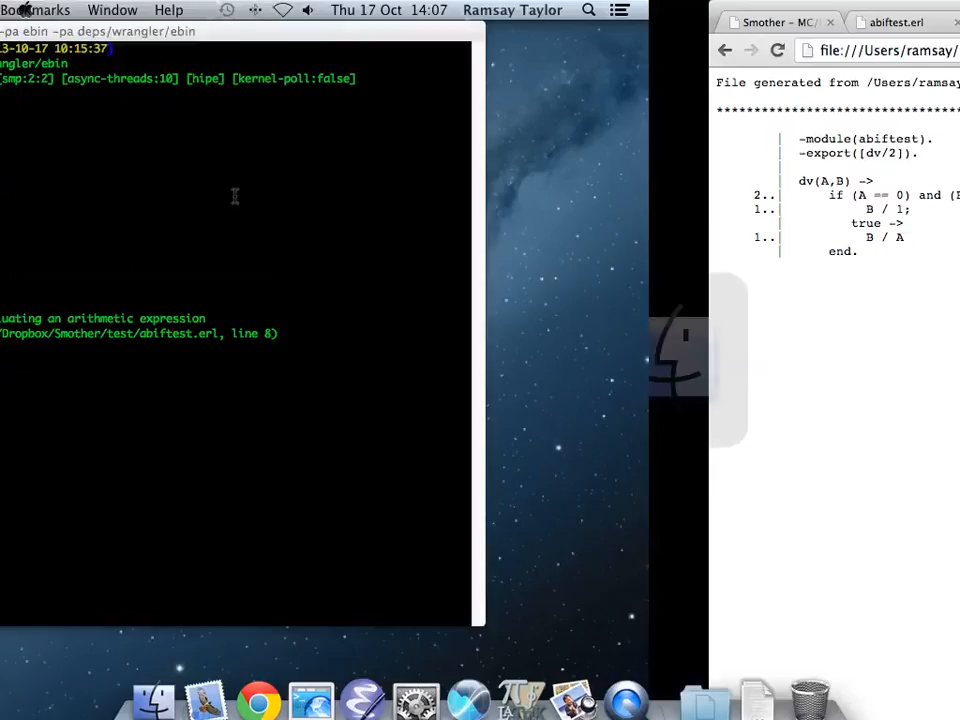 Bookmarks Window Help Thu 17 Oct 14:07 Ramsay Taylor
-pa ebin -pa deps/wrangler/ebin
3-10-17 10:15:37]
angler/ebin
[smp:2:2] [async-threads:10] [hipe] [kernel-poll:false]
uating an arithmetic expression
/Dropbox/Smother/test/abiftest.erl, line 8)
Smother - MC/ abiftest.erl
file:///Users/ramsay/
File generated from /Users/ramsay
*********************************
-module(abiftest).
-export([dv/2]).
dv(A,B) ->
2.. if (A == 0) and (
1.. B / 1;
true ->
1.. B / A
end.